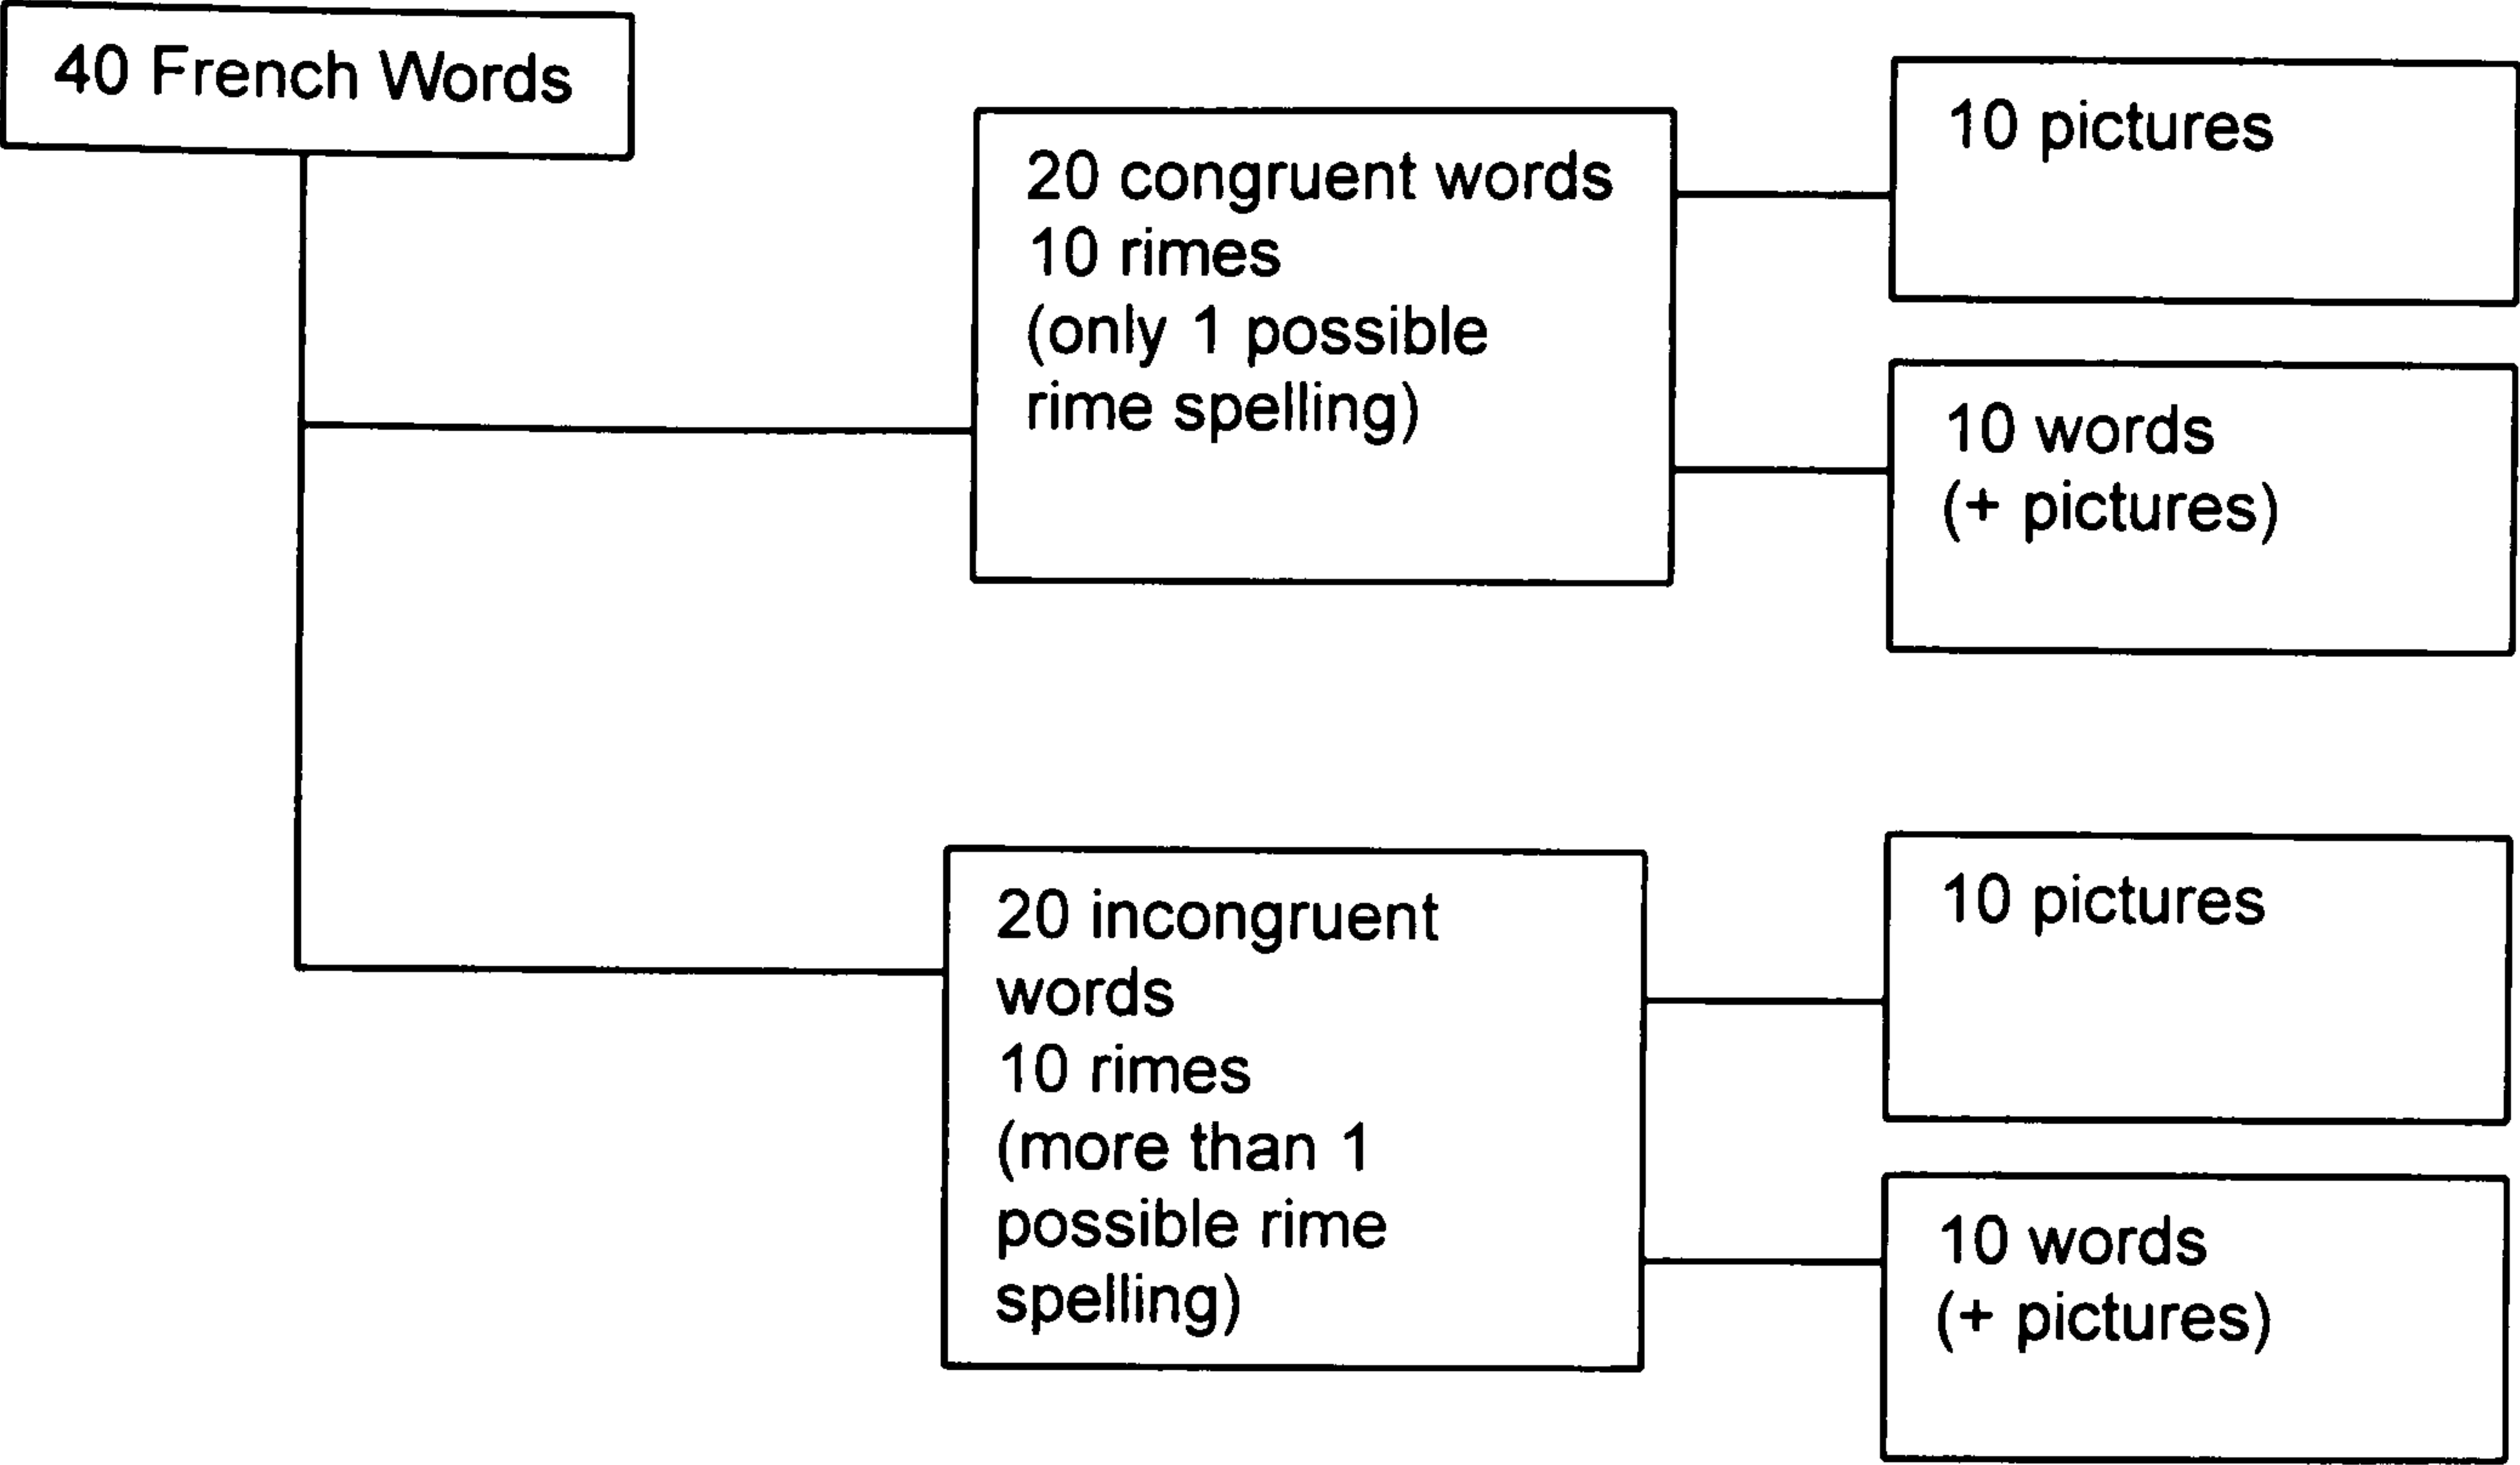 40 French Words
20 congruent words
10 rimes
(only 1 possible
rime spelling)
10 pictures
10 words
(+ pictures)
20 incongruent
words
10 rimes
(more than 1
possible rime
spelling)
10 pictures
10 words
(+ pictures)